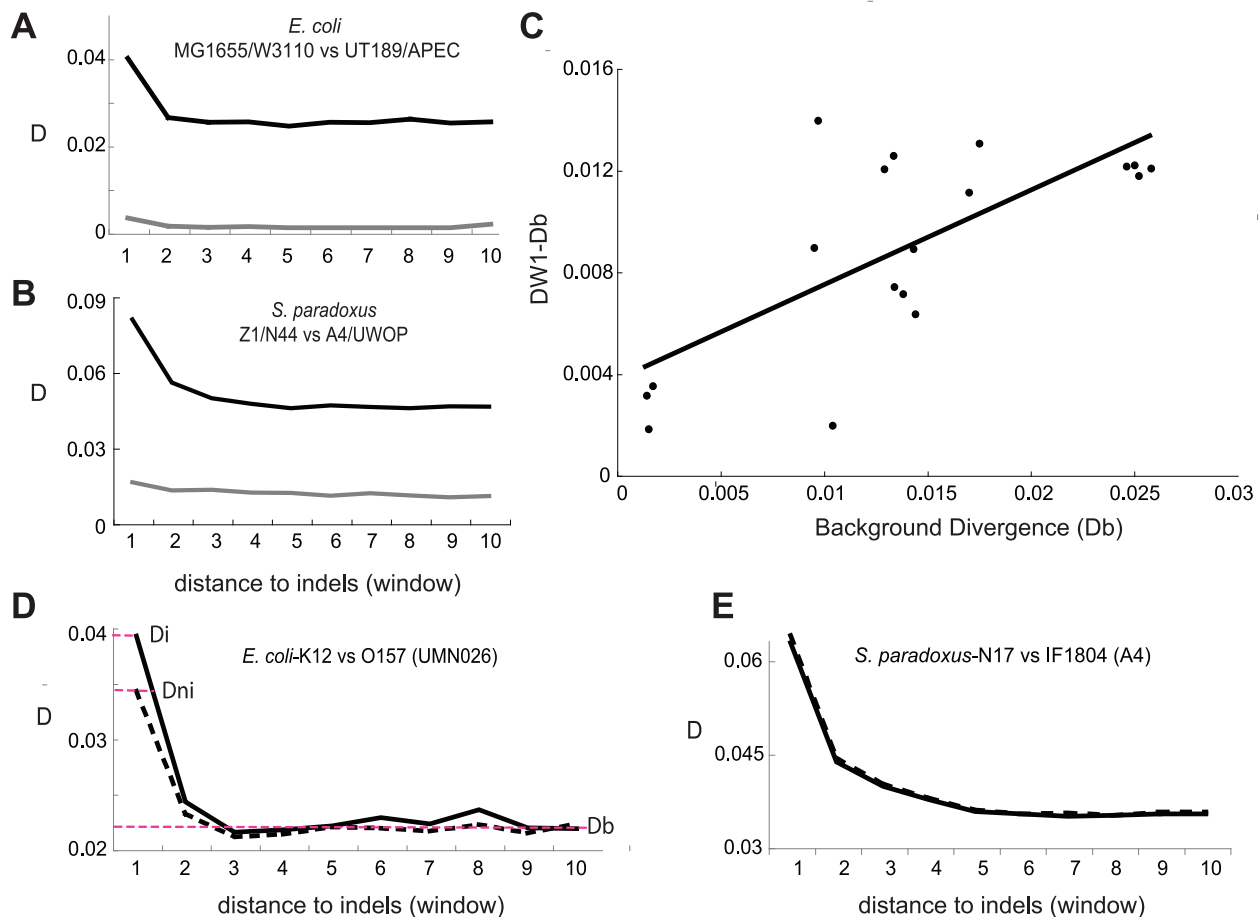 A
E. coli
MG1655/W3110 vs UT189/APEC
0.04
0.02
0
D
1 2 3 4 5 6 7 8 9 10
B
S. paradoxus
Z1/N44 vs A4/UWOP
0.09
0.06
0.03
0
D
1 2 3 4 5 6 7 8 9 10
distance to indels (window)
C
0.016
0.012
0.008
0.004
0
DW1-Db
0 0.005 0.01 0.015 0.02 0.025 0.03
Background Divergence (Db)
D
E. coli-K12 vs O157 (UMN026)
0.04
0.03
0.02
D
Di
Dni
Db
1 2 3 4 5 6 7 8 9 10
distance to indels (window)
E
S. paradoxus-N17 vs IF1804 (A4)
0.06
0.045
0.03
D
1 2 3 4 5 6 7 8 9 10
distance to indels (window)